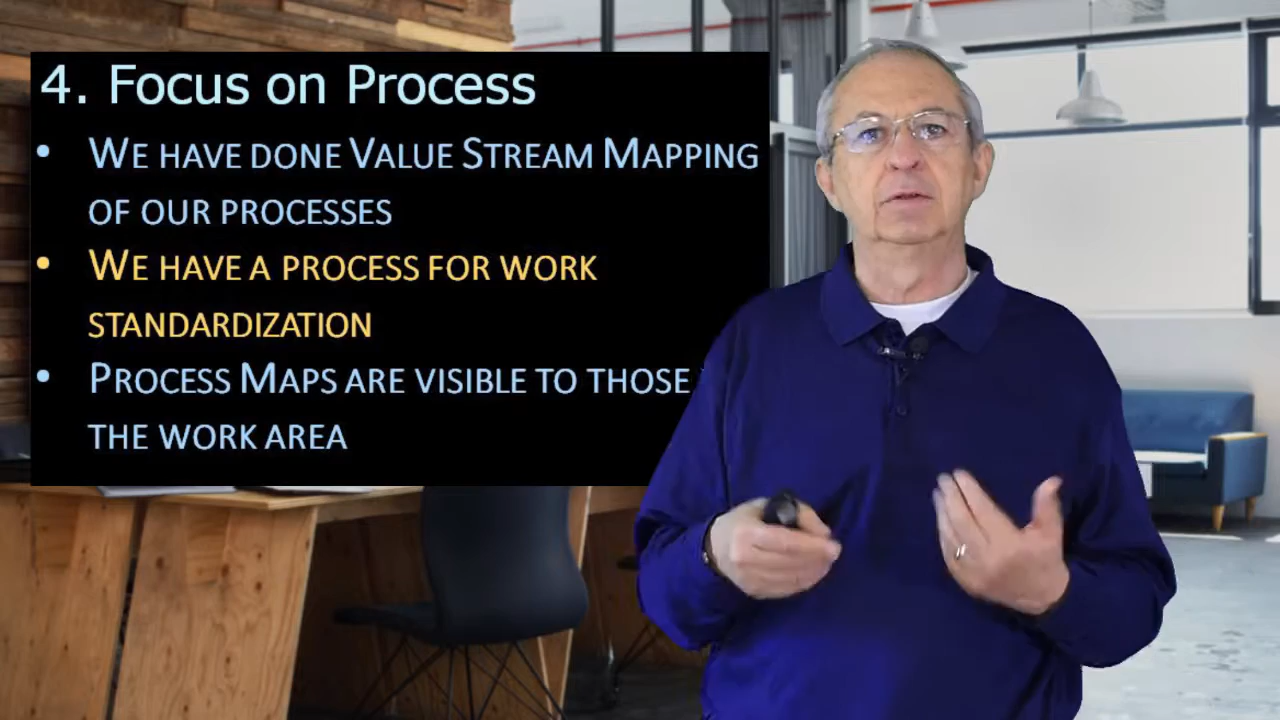 4. Focus on Process
• WE HAVE DONE VALUE STREAM MAPPING
OF OUR PROCESSES
• WE HAVE A PROCESS FOR WORK
STANDARDIZATION
• PROCESS MAPS ARE VISIBLE TO THOSE
THE WORK AREA